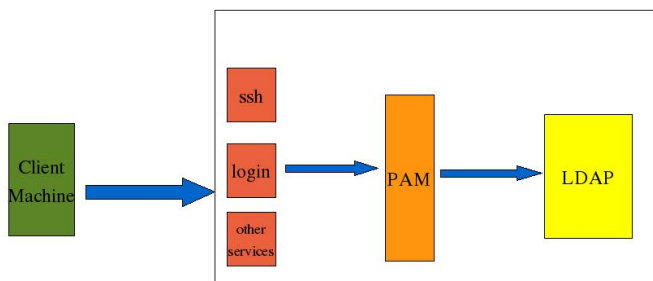 ssh
Client
Machine
login
PAM
LDAP
other
services